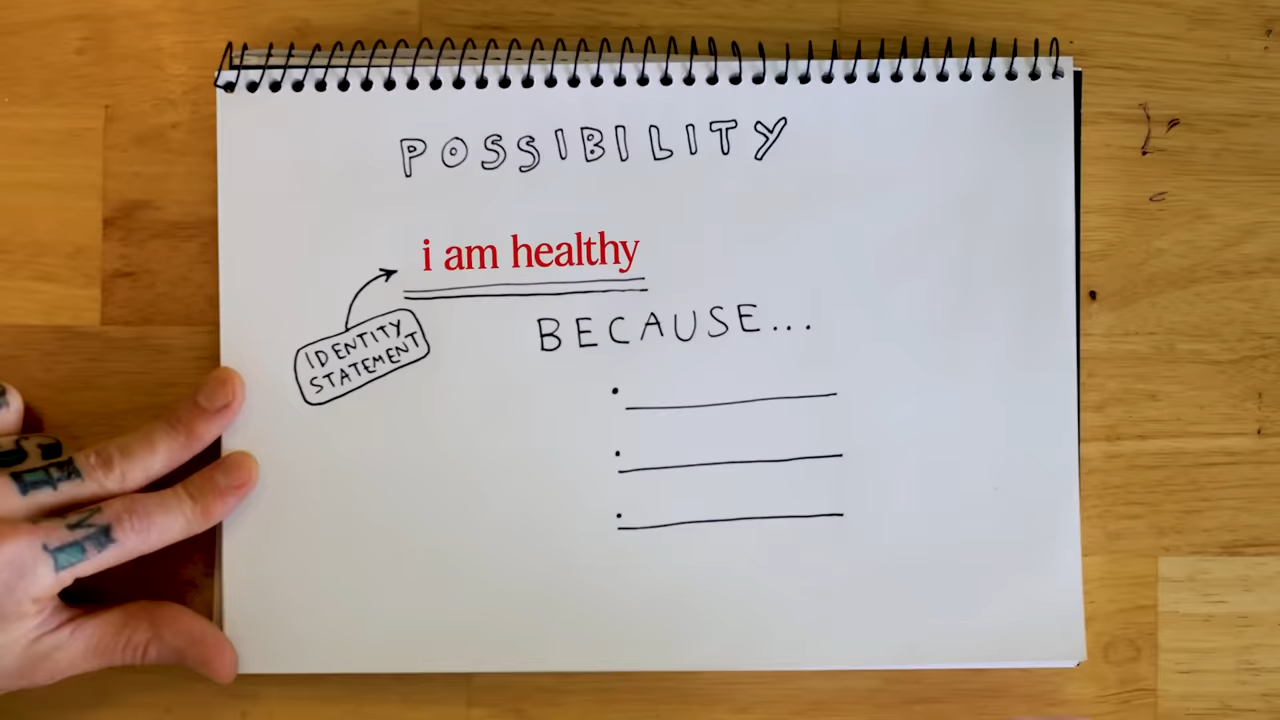 POSSIBILITY
i am healthy
IDENTITY
STATEMENT
BECAUSE...